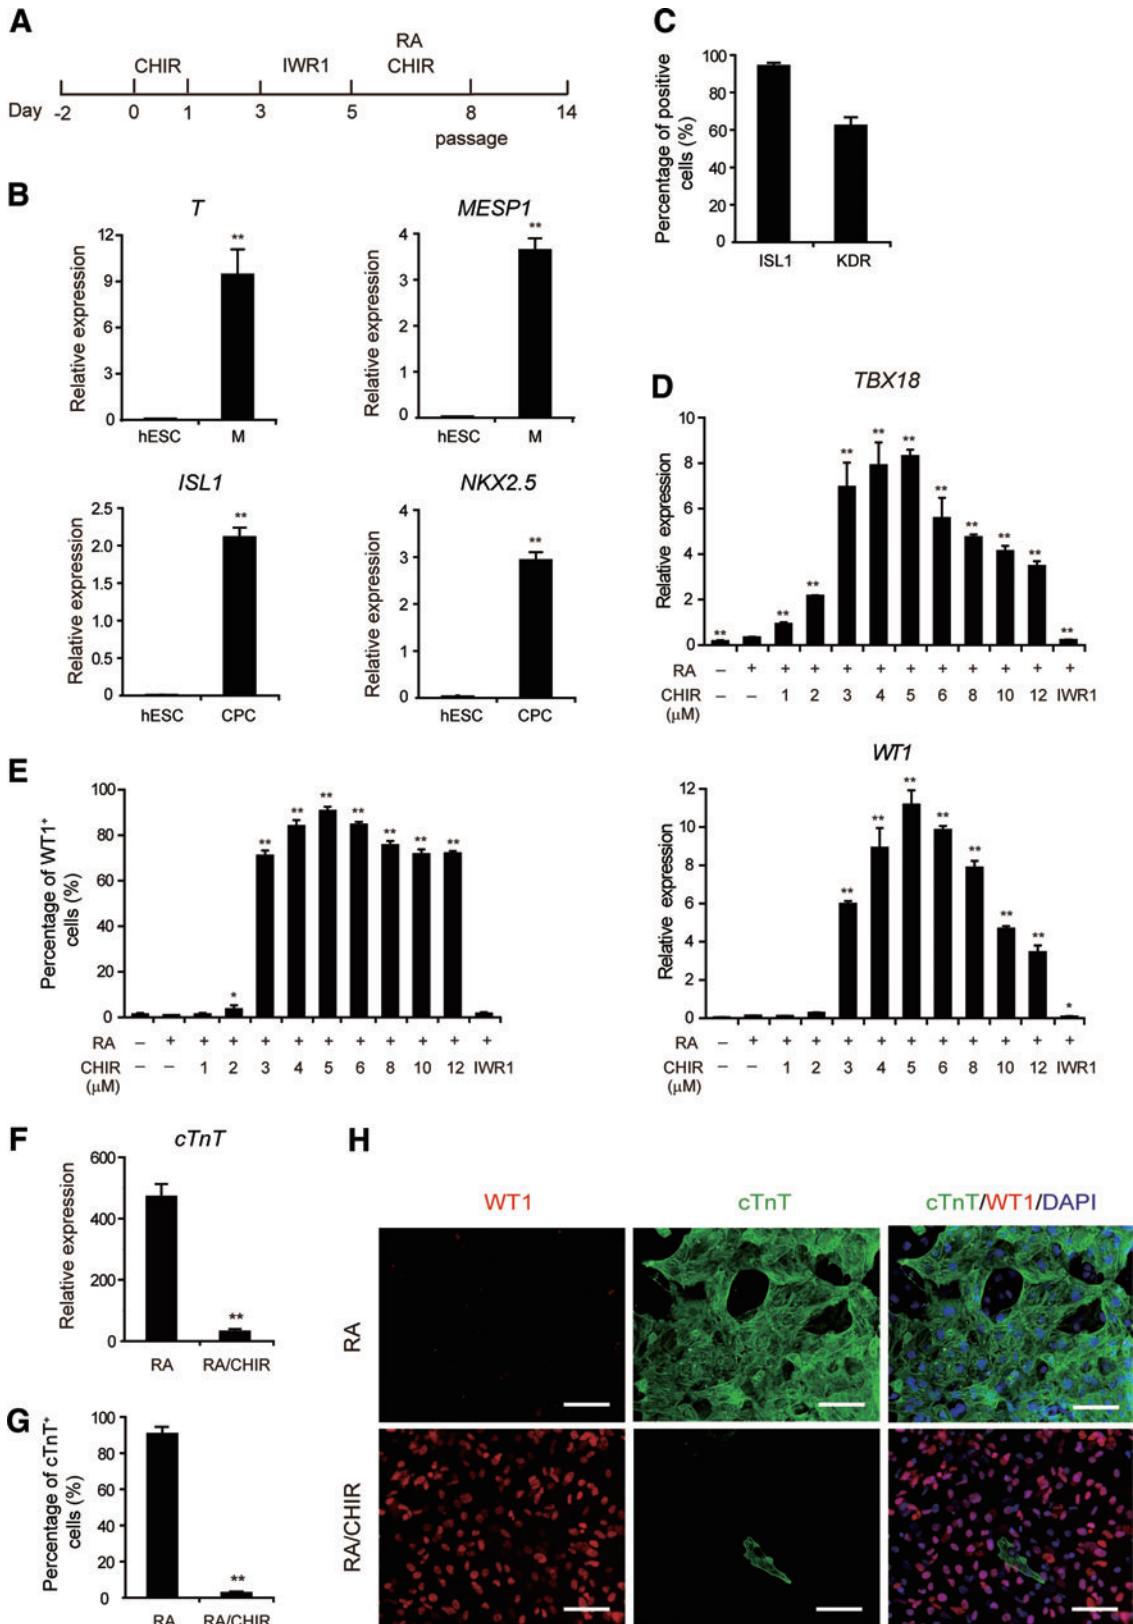 A
CHIR IWR1 RA CHIR
Day -2 0 1 3 5 8 14
passage
B
T
Relative expression
12
9
6
3
0
**
hESC M
MESP1
Relative expression
4
3
2
1
0
**
hESC M
ISL1
Relative expression
2.5
2.0
1.5
1.0
0.5
0
**
hESC CPC
NKX2.5
Relative expression
4
3
2
1
0
**
hESC CPC
C
Percentage of positive
cells (%)
100
80
60
40
20
0
ISL1 KDR
D
TBX18
Relative expression
10
8
6
4
2
0
** ** ** ** ** ** ** ** ** ** ** **
RA – + + + + + + + + + + +
CHIR – – 1 2 3 4 5 6 8 10 12 IWR1
(μM)
WT1
Relative expression
12
10
8
6
4
2
0
** ** ** ** ** ** ** *
RA – + + + + + + + + + + +
CHIR – – 1 2 3 4 5 6 8 10 12 IWR1
(μM)
E
Percentage of WT1+
cells (%)
100
80
60
40
20
0
* ** ** ** ** ** ** **
RA – + + + + + + + + + + +
CHIR – – 1 2 3 4 5 6 8 10 12 IWR1
(μM)
F
cTnT
Relative expression
600
400
200
0
**
RA RA/CHIR
G
Percentage of cTnT+
cells (%)
100
80
60
40
20
0
**
RA RA/CHIR
H
WT1 cTnT cTnT/WT1/DAPI
RA
RA/CHIR